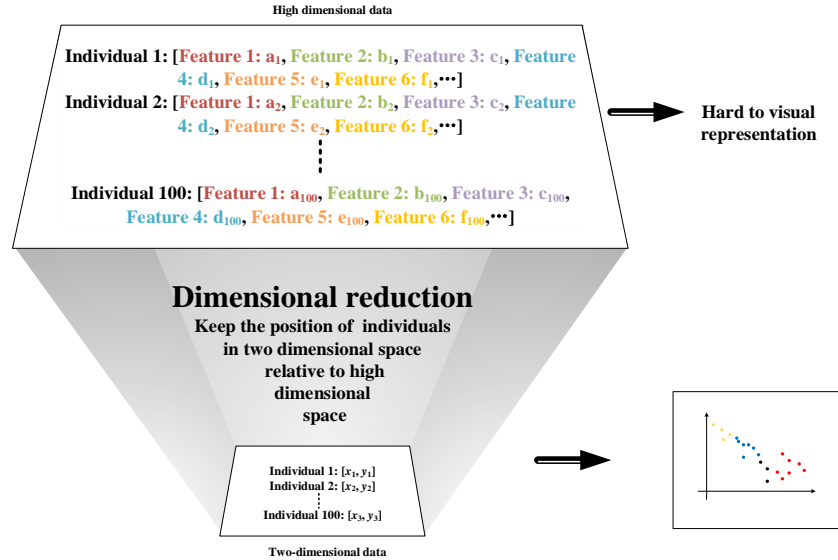 High dimensional data
Individual 1: [Feature 1: a₁, Feature 2: b₁, Feature 3: c₁, Feature
4: d₁, Feature 5: e₁, Feature 6: f₁,···]
Individual 2: [Feature 1: a₂, Feature 2: b₂, Feature 3: c₂, Feature
4: d₂, Feature 5: e₂, Feature 6: f₂,···]
Individual 100: [Feature 1: a₁₀₀, Feature 2: b₁₀₀, Feature 3: c₁₀₀,
Feature 4: d₁₀₀, Feature 5: e₁₀₀, Feature 6: f₁₀₀,···]
Hard to visual
representation
Dimensional reduction
Keep the position of individuals
in two dimensional space
relative to high
dimensional
space
Individual 1: [x₁, y₁]
Individual 2: [x₂, y₂]
Individual 100: [x₃, y₃]
Two-dimensional data